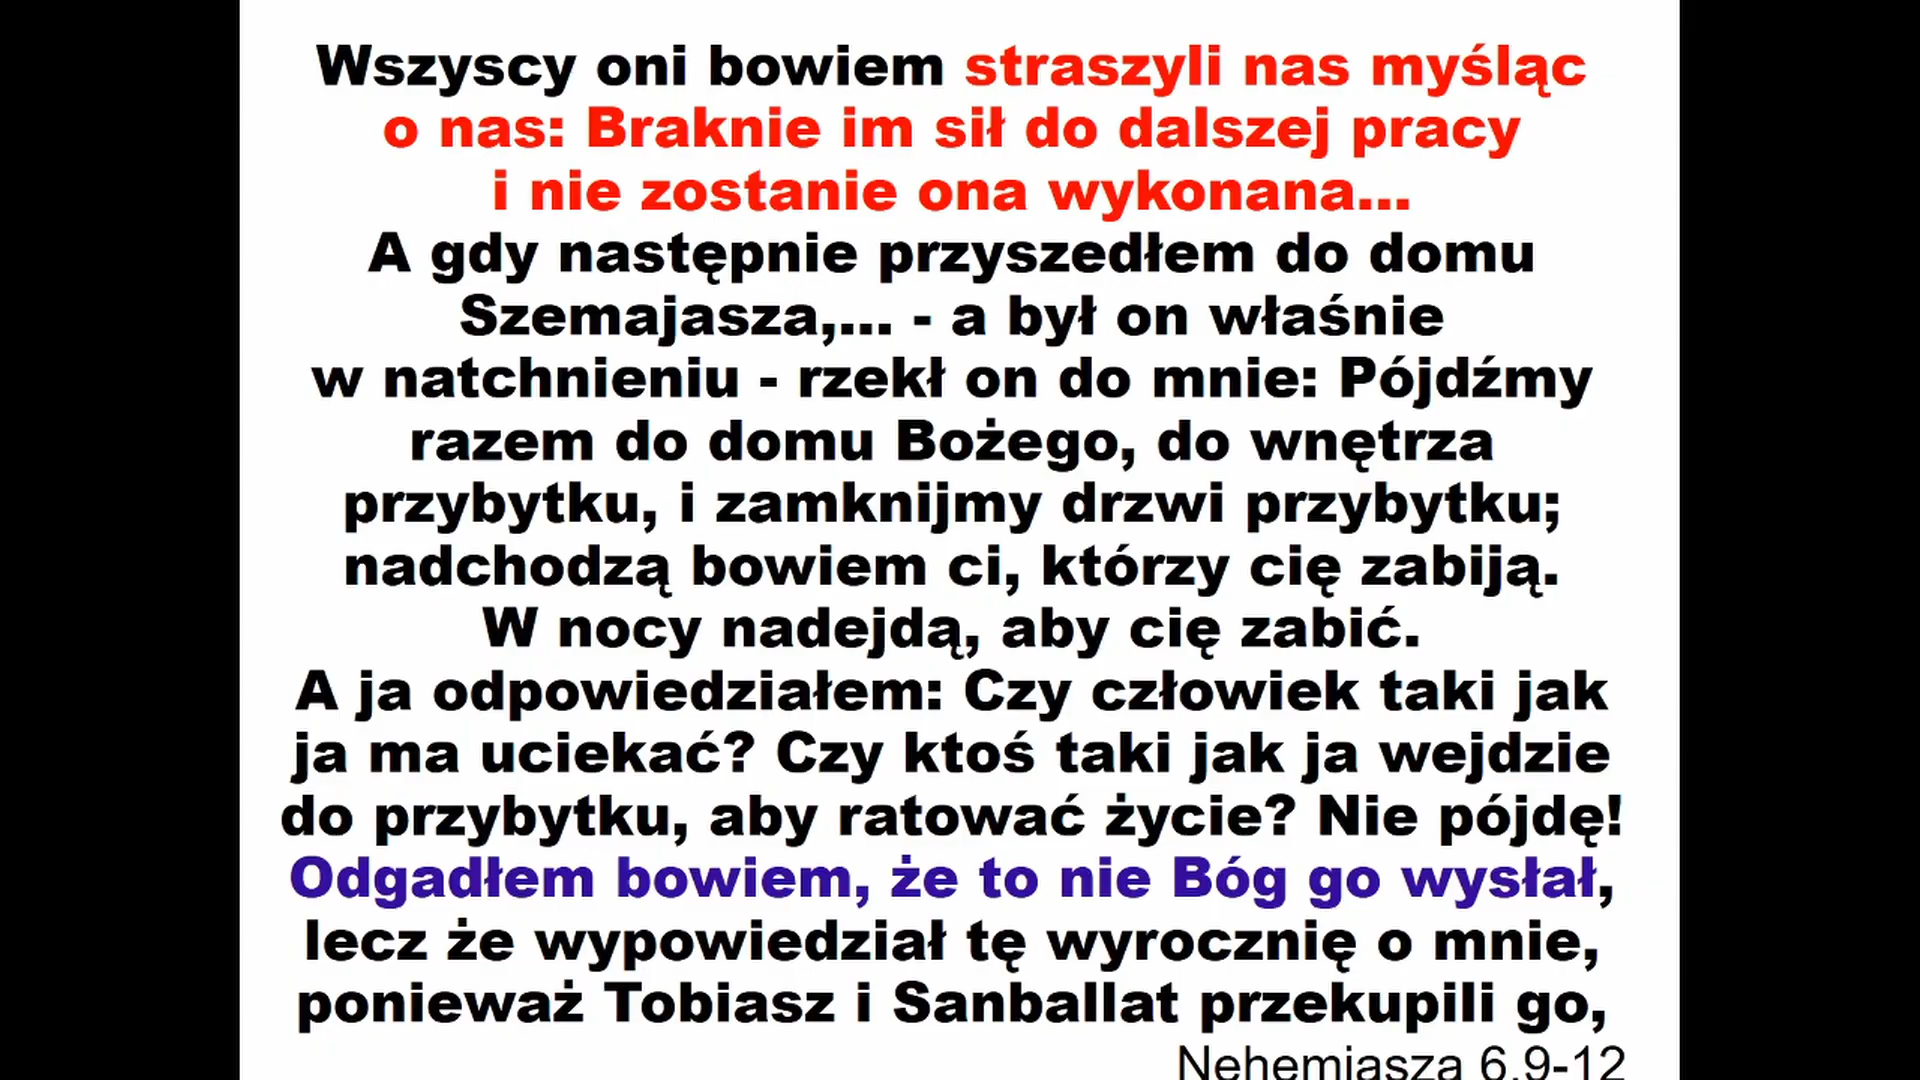 Wszyscy oni bowiem straszyli nas myśląc
o nas: Braknie im sił do dalszej pracy
i nie zostanie ona wykonana...
A gdy następnie przyszedłem do domu
Szemajasza,... - a był on właśnie
w natchnieniu - rzekł on do mnie: Pójdźmy
razem do domu Bożego, do wnętrza
przybytku, i zamknijmy drzwi przybytku;
nadchodzą bowiem ci, którzy cię zabiją.
W nocy nadejdą, aby cię zabić.
A ja odpowiedziałem: Czy człowiek taki jak
ja ma uciekać? Czy ktoś taki jak ja wejdzie
do przybytku, aby ratować życie? Nie pójdę!
Odgadłem bowiem, że to nie Bóg go wysłał,
lecz że wypowiedział tę wyrocznię o mnie,
ponieważ Tobiasz i Sanballat przekupili go,
Nehemiasza 6,9-12